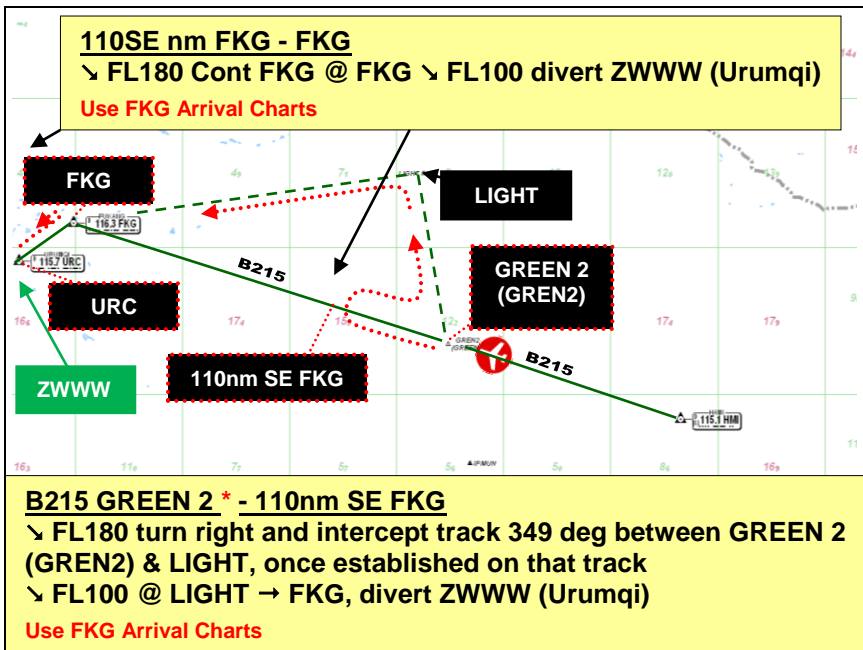 110SE nm FKG - FKG
↘ FL180 Cont FKG @ FKG ↘ FL100 divert ZWWW (Urumqi)
Use FKG Arrival Charts
FKG
LIGHT
116.3 FKG
115.7 URC
B215
GREEN 2
(GREN2)
URC
GREN2
110nm SE FKG
B215
ZWWW
115.1 HMI
B215 GREEN 2 * - 110nm SE FKG
↘ FL180 turn right and intercept track 349 deg between GREEN 2
(GREN2) & LIGHT, once established on that track
↘ FL100 @ LIGHT → FKG, divert ZWWW (Urumqi)
Use FKG Arrival Charts